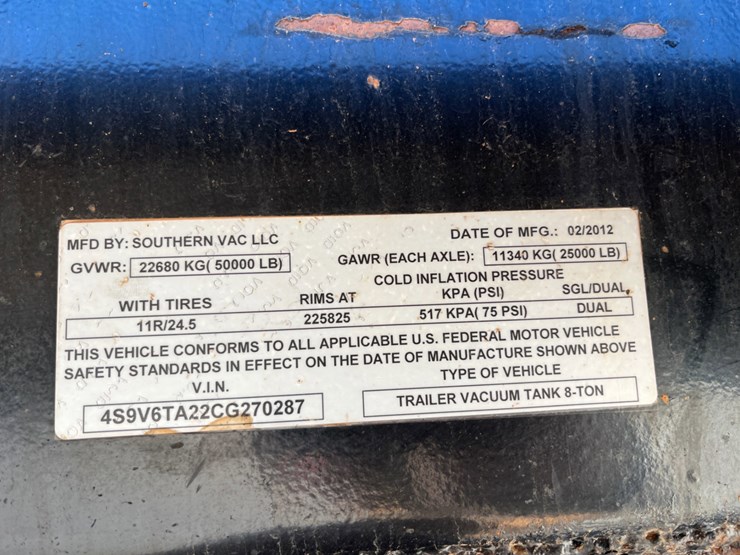 MFD BY: SOUTHERN VAC LLC DATE OF MFG.: 02/2012
GVWR: 22680 KG( 50000 LB) GAWR (EACH AXLE): 11340 KG( 25000 LB)
COLD INFLATION PRESSURE
WITH TIRES RIMS AT KPA (PSI) SGL/DUAL
11R/24.5 225825 517 KPA( 75 PSI) DUAL
THIS VEHICLE CONFORMS TO ALL APPLICABLE U.S. FEDERAL MOTOR VEHICLE
SAFETY STANDARDS IN EFFECT ON THE DATE OF MANUFACTURE SHOWN ABOVE
V.I.N. TYPE OF VEHICLE
4S9V6TA22CG270287 TRAILER VACUUM TANK 8-TON